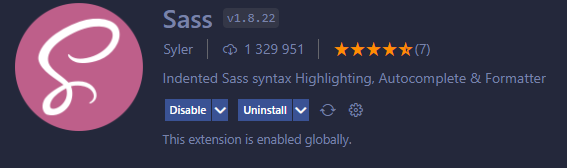 Sass v1.8.22
Syler 1 329 951 (7)
Indented Sass syntax Highlighting, Autocomplete & Formatter
Disable Uninstall
This extension is enabled globally.